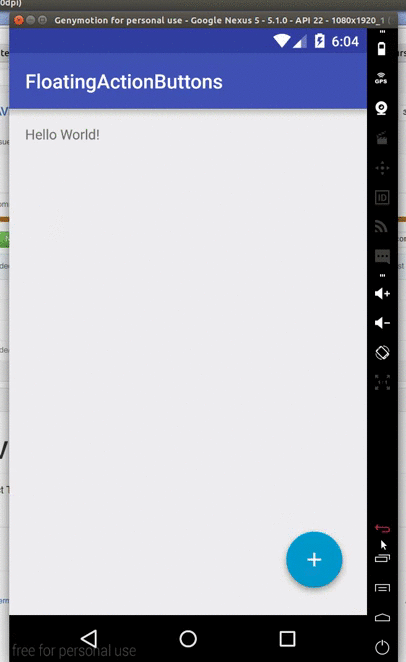 0dpi)
Genymotion for personal use - Google Nexus 5 - 5.1.0 - API 22 - 1080x1920_1 (
6:04
FloatingActionButtons
GPS
Hello World!
ID
free for personal use